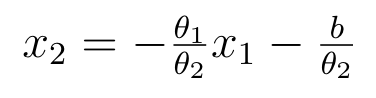 $x_2 = -\frac{\theta_1}{\theta_2}x_1 - \frac{b}{\theta_2}$